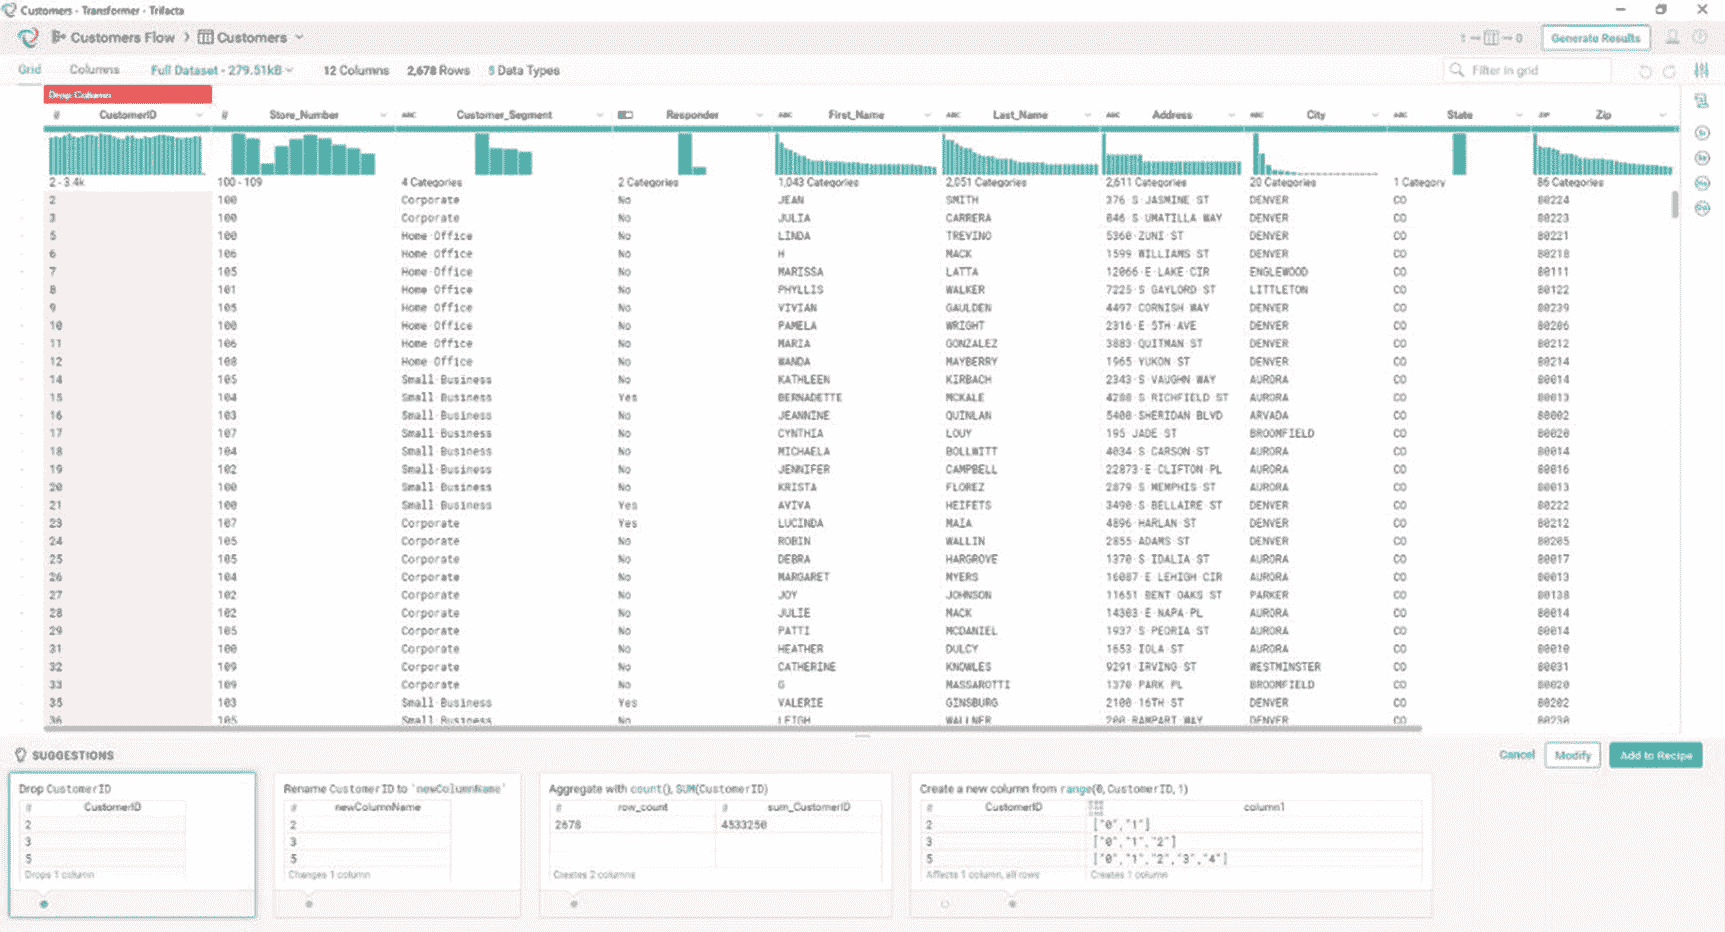 Customers - Transformer - Trifacta
Customers Flow > Customers
1 0 Generate Results
Grid Columns Full Dataset - 279.51kB 12 Columns 2,678 Rows 5 Data Types Filter in grid
Drop Column
# CustomerID # Store_Number ABC Customer_Segment Responder ABC First_Name ABC Last_Name ABC Address ABC City ABC State ZIP Zip
2 - 3.4k 100 - 109 4 Categories 2 Categories 1,043 Categories 2,051 Categories 2,611 Categories 20 Categories 1 Category 86 Categories
2 100 Corporate No JEAN SMITH 376 S JASMINE ST DENVER CO 80224
3 100 Corporate No JULIA CARRERA 846 S UMATILLA WAY DENVER CO 80223
5 100 Home Office No LINDA TREVINO 5360 ZUNI ST DENVER CO 80221
6 106 Home Office No H MACK 1599 WILLIAMS ST DENVER CO 80218
7 105 Home Office No MARISSA LATTA 12066 E LAKE CIR ENGLEWOOD CO 80111
8 101 Home Office No PHYLLIS WALKER 7225 S GAYLORD ST LITTLETON CO 80122
9 105 Home Office No VIVIAN GAULDEN 4497 CORNISH WAY DENVER CO 80239
10 100 Home Office No PAMELA WRIGHT 2316 E 5TH AVE DENVER CO 80206
11 106 Home Office No MARIA GONZALEZ 3883 QUITMAN ST DENVER CO 80212
12 108 Home Office No WANDA MAYBERRY 1965 YUKON ST DENVER CO 80214
14 105 Small Business No KATHLEEN KIRBACH 2343 S VAUGHN WAY AURORA CO 80014
15 104 Small Business Yes BERNADETTE MCKALE 4288 S RICHFIELD ST AURORA CO 80013
16 103 Small Business No JEANNINE QUINLAN 5400 SHERIDAN BLVD ARVADA CO 80002
17 107 Small Business No CYNTHIA LOUY 195 JADE ST BROOMFIELD CO 80020
18 104 Small Business No MICHAELA BOLLWITT 4034 S CARSON ST AURORA CO 80014
19 102 Small Business No JENNIFER CAMPBELL 22873 E CLIFTON PL AURORA CO 80016
20 100 Small Business No KRISTA FLOREZ 2879 S MEMPHIS ST AURORA CO 80013
21 100 Small Business Yes AVIVA HEIFETS 3490 S BELLAIRE ST DENVER CO 80222
23 107 Corporate Yes LUCINDA MAIA 4896 HARLAN ST DENVER CO 80212
24 105 Corporate No ROBIN WALLIN 2855 ADAMS ST DENVER CO 80205
25 105 Corporate No DEBRA HARGROVE 1370 S IDALIA ST AURORA CO 80017
26 104 Corporate No MARGARET MYERS 16087 E LEHIGH CIR AURORA CO 80013
27 102 Corporate No JOY JOHNSON 11651 BENT OAKS ST PARKER CO 80138
28 102 Corporate No JULIE MACK 14303 E NAPA PL AURORA CO 80014
29 105 Corporate No PATTI MCDANIEL 1937 S PEORIA ST AURORA CO 80014
31 100 Corporate No HEATHER DULCY 1653 IOLA ST AURORA CO 80010
32 109 Corporate No CATHERINE KNOWLES 9291 IRVING ST WESTMINSTER CO 80031
33 109 Corporate No G MASSAROTTI 1370 PARK PL BROOMFIELD CO 80020
35 103 Small Business Yes VALERIE GINSBURG 2100 16TH ST DENVER CO 80202
36 105 Small Business No LEIGH WALLNER 200 RAMPART WAY DENVER CO 80230
SUGGESTIONS Cancel Modify Add to Recipe
Drop CustomerID
# CustomerID
2
3
5
Drops 1 column
Rename CustomerID to 'newColumnName'
# newColumnName
2
3
5
Changes 1 column
Aggregate with count(), SUM(CustomerID)
# row_count # sum_CustomerID
2678 4533250
Creates 2 columns
Create a new column from range(0, CustomerID, 1)
# CustomerID column1
2 ["0","1"]
3 ["0","1","2"]
5 ["0","1","2","3","4"]
Affects 1 column, all rows Creates 1 column